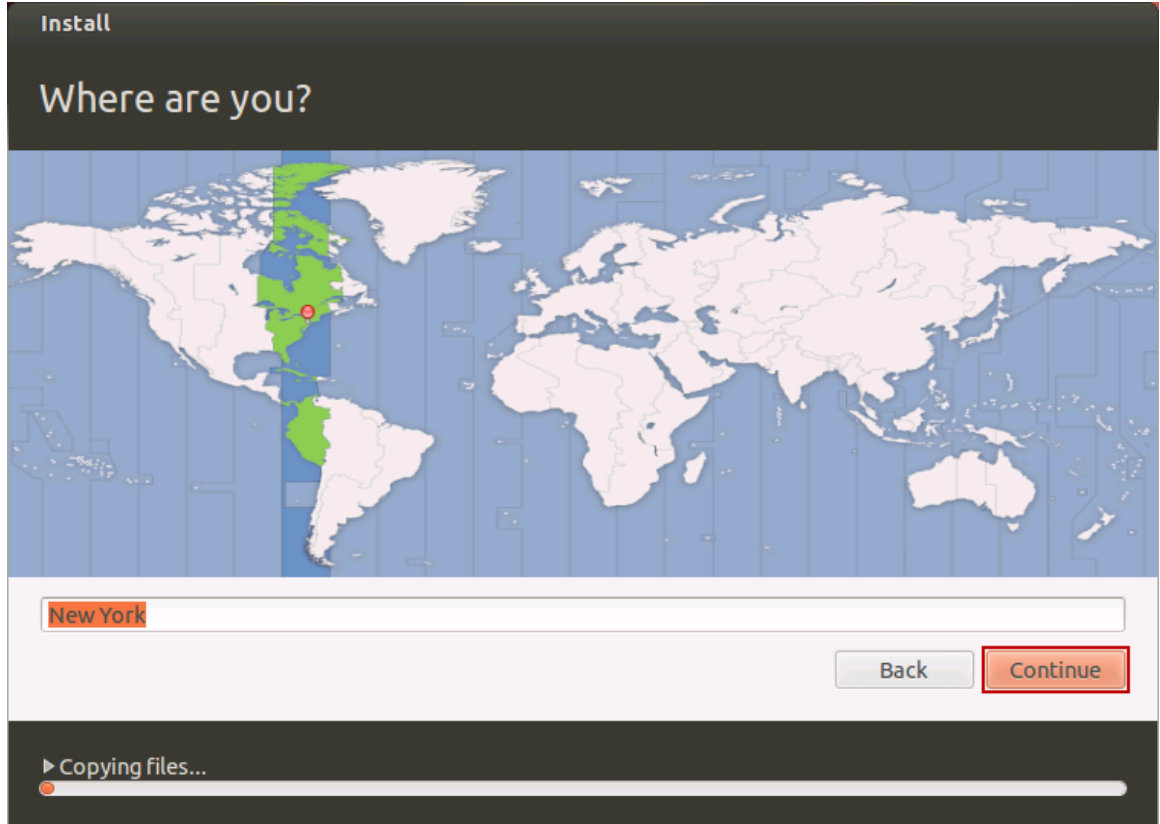 Install
Where are you?
New York
Back
Continue
Copying files...